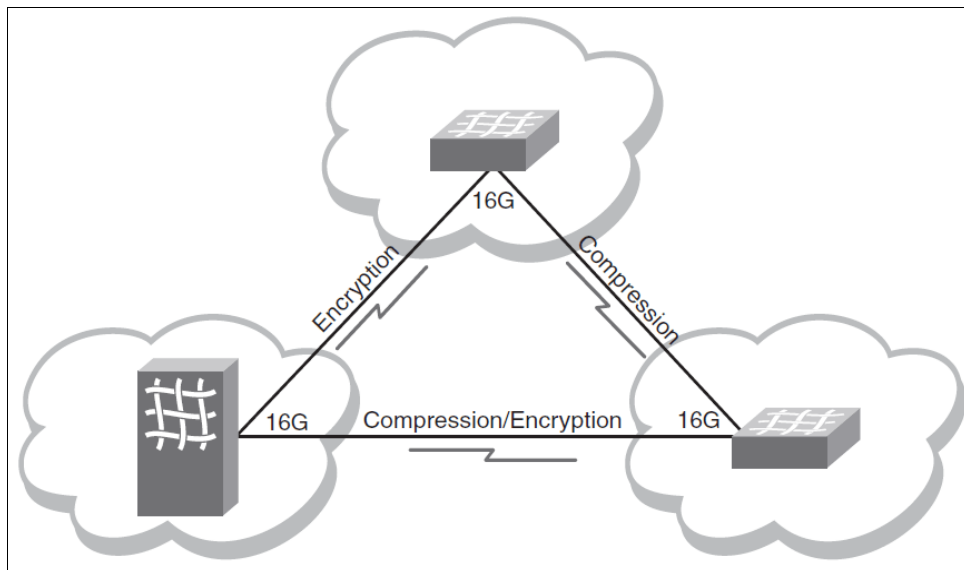 16G
Encryption
Compression
16G
Compression/Encryption
16G